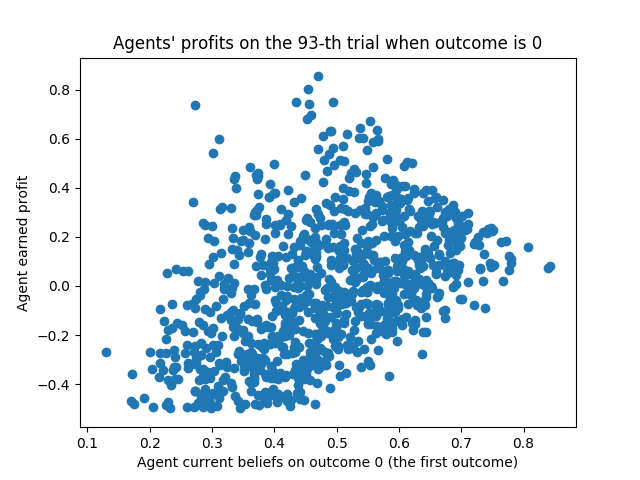 Agents' profits on the 93-th trial when outcome is 0
Agent earned profit
0.8
0.6
0.4
0.2
0.0
−0.2
−0.4
0.1 0.2 0.3 0.4 0.5 0.6 0.7 0.8
Agent current beliefs on outcome 0 (the first outcome)